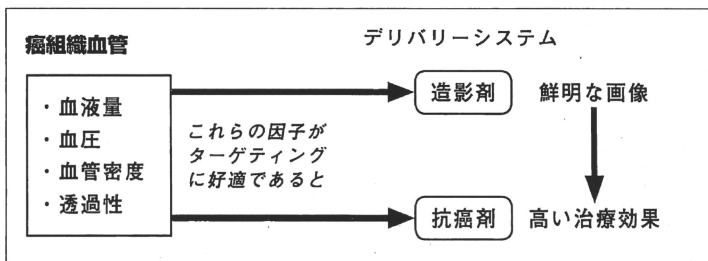 癌組織血管
デリバリーシステム
・血液量
・血圧
・血管密度
・透過性
これらの因子が
ターゲティング
に好適であると
造影剤
鮮明な画像
抗癌剤
高い治療効果